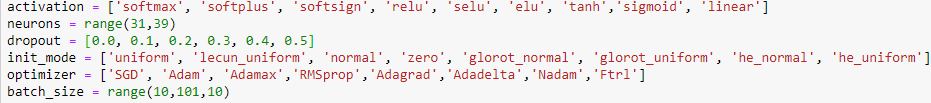 activation = ['softmax', 'softplus', 'softsign', 'relu', 'selu', 'elu', 'tanh','sigmoid', 'linear']
neurons = range(31,39)
dropout = [0.0, 0.1, 0.2, 0.3, 0.4, 0.5]
init_mode = ['uniform', 'lecun_uniform', 'normal', 'zero', 'glorot_normal', 'glorot_uniform', 'he_normal', 'he_uniform']
optimizer = ['SGD', 'Adam', 'Adamax','RMSprop','Adagrad','Adadelta','Nadam','Ftrl']
batch_size = range(10,101,10)